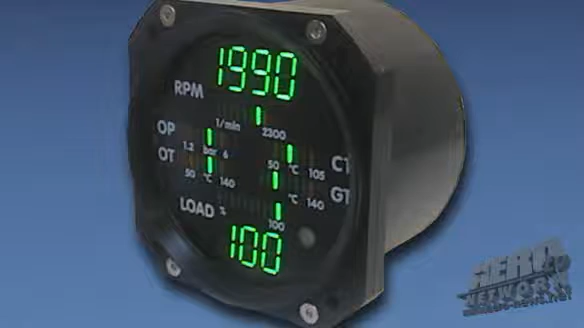 1990
RPM
1/min 2300
OP 1.2 bar 6
OT 50 °C 140
50 °C 105 CT
°C 140 GT
LOAD %
100
100
AERO
NETWORK